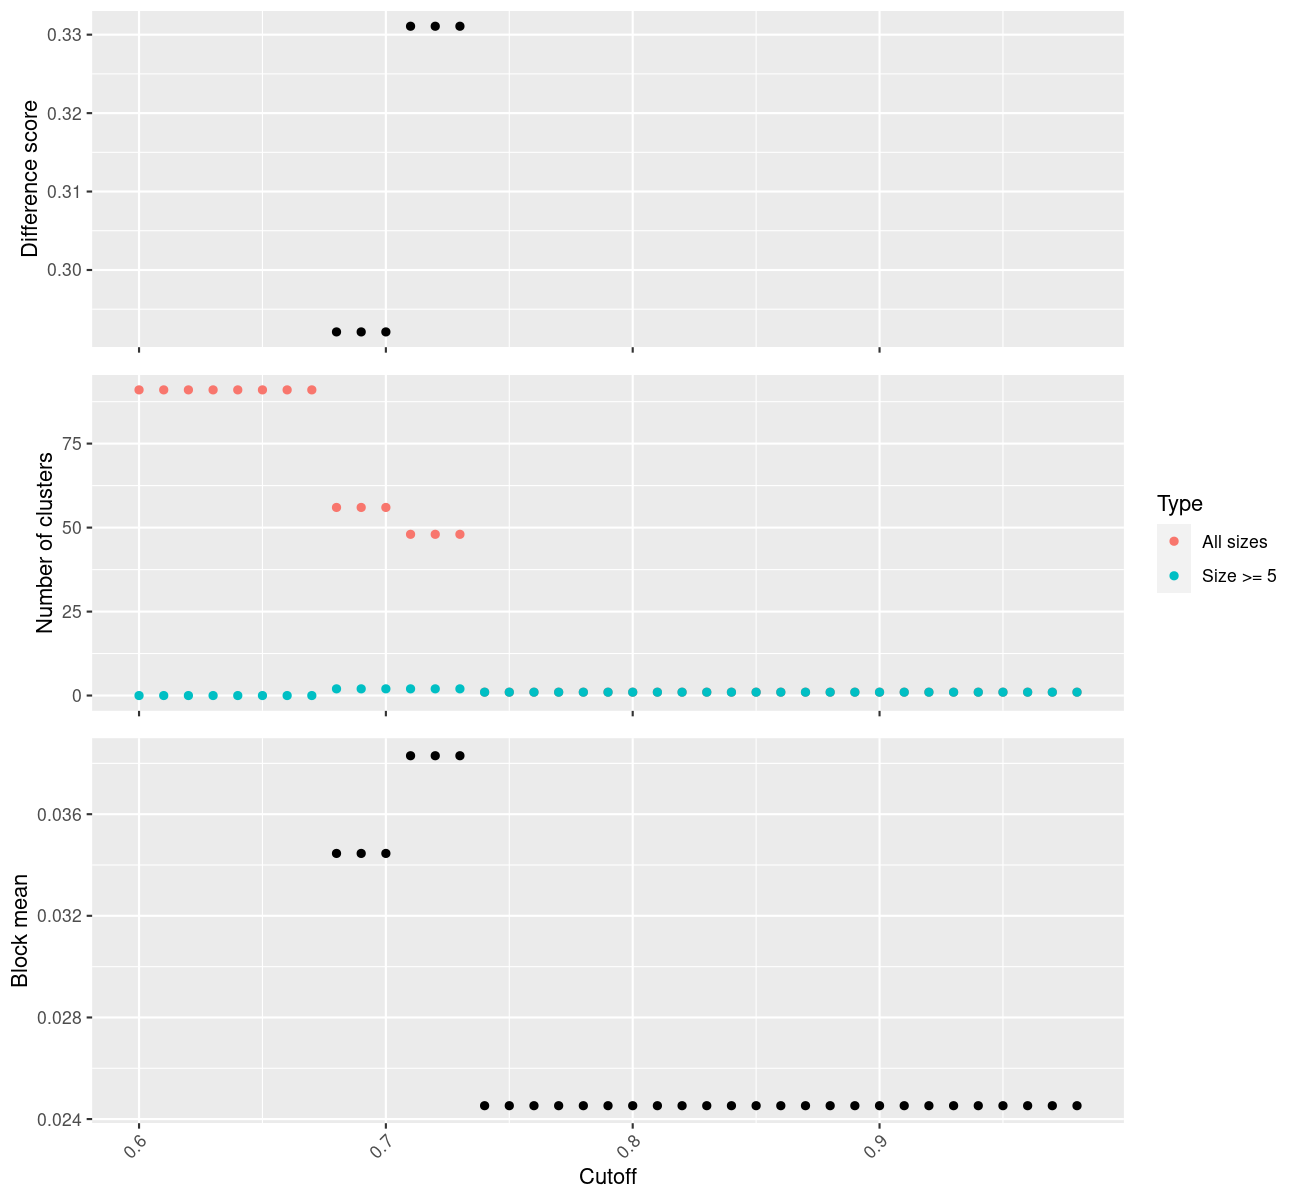 Difference score
0.33
0.32
0.31
0.30
Number of clusters
75
50
25
0
Type
All sizes
Size >= 5
Block mean
0.036
0.032
0.028
0.024
0.6
0.7
0.8
0.9
Cutoff